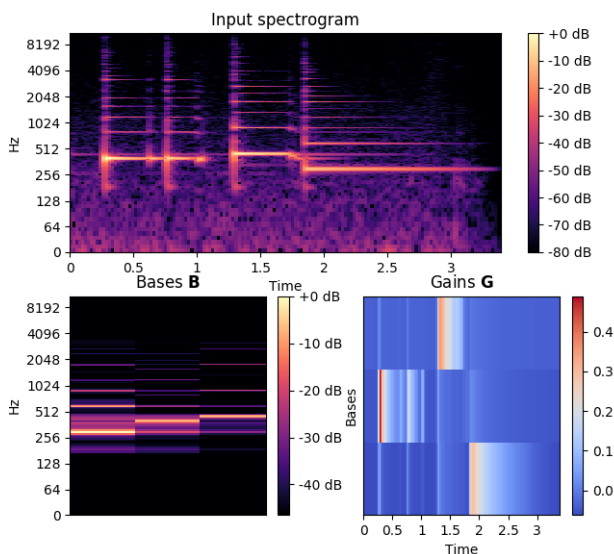 Input spectrogram
8192
4096
2048
1024
512
256
128
64
0
Hz
0
0.5
1
1.5
2
2.5
3
Time
+0 dB
-10 dB
-20 dB
-30 dB
-40 dB
-50 dB
-60 dB
-70 dB
-80 dB
Bases B
8192
4096
2048
1024
512
256
128
64
0
Hz
+0 dB
-10 dB
-20 dB
-30 dB
-40 dB
Gains G
Bases
0
0.5
1
1.5
2
2.5
3
Time
0.4
0.3
0.2
0.1
0.0